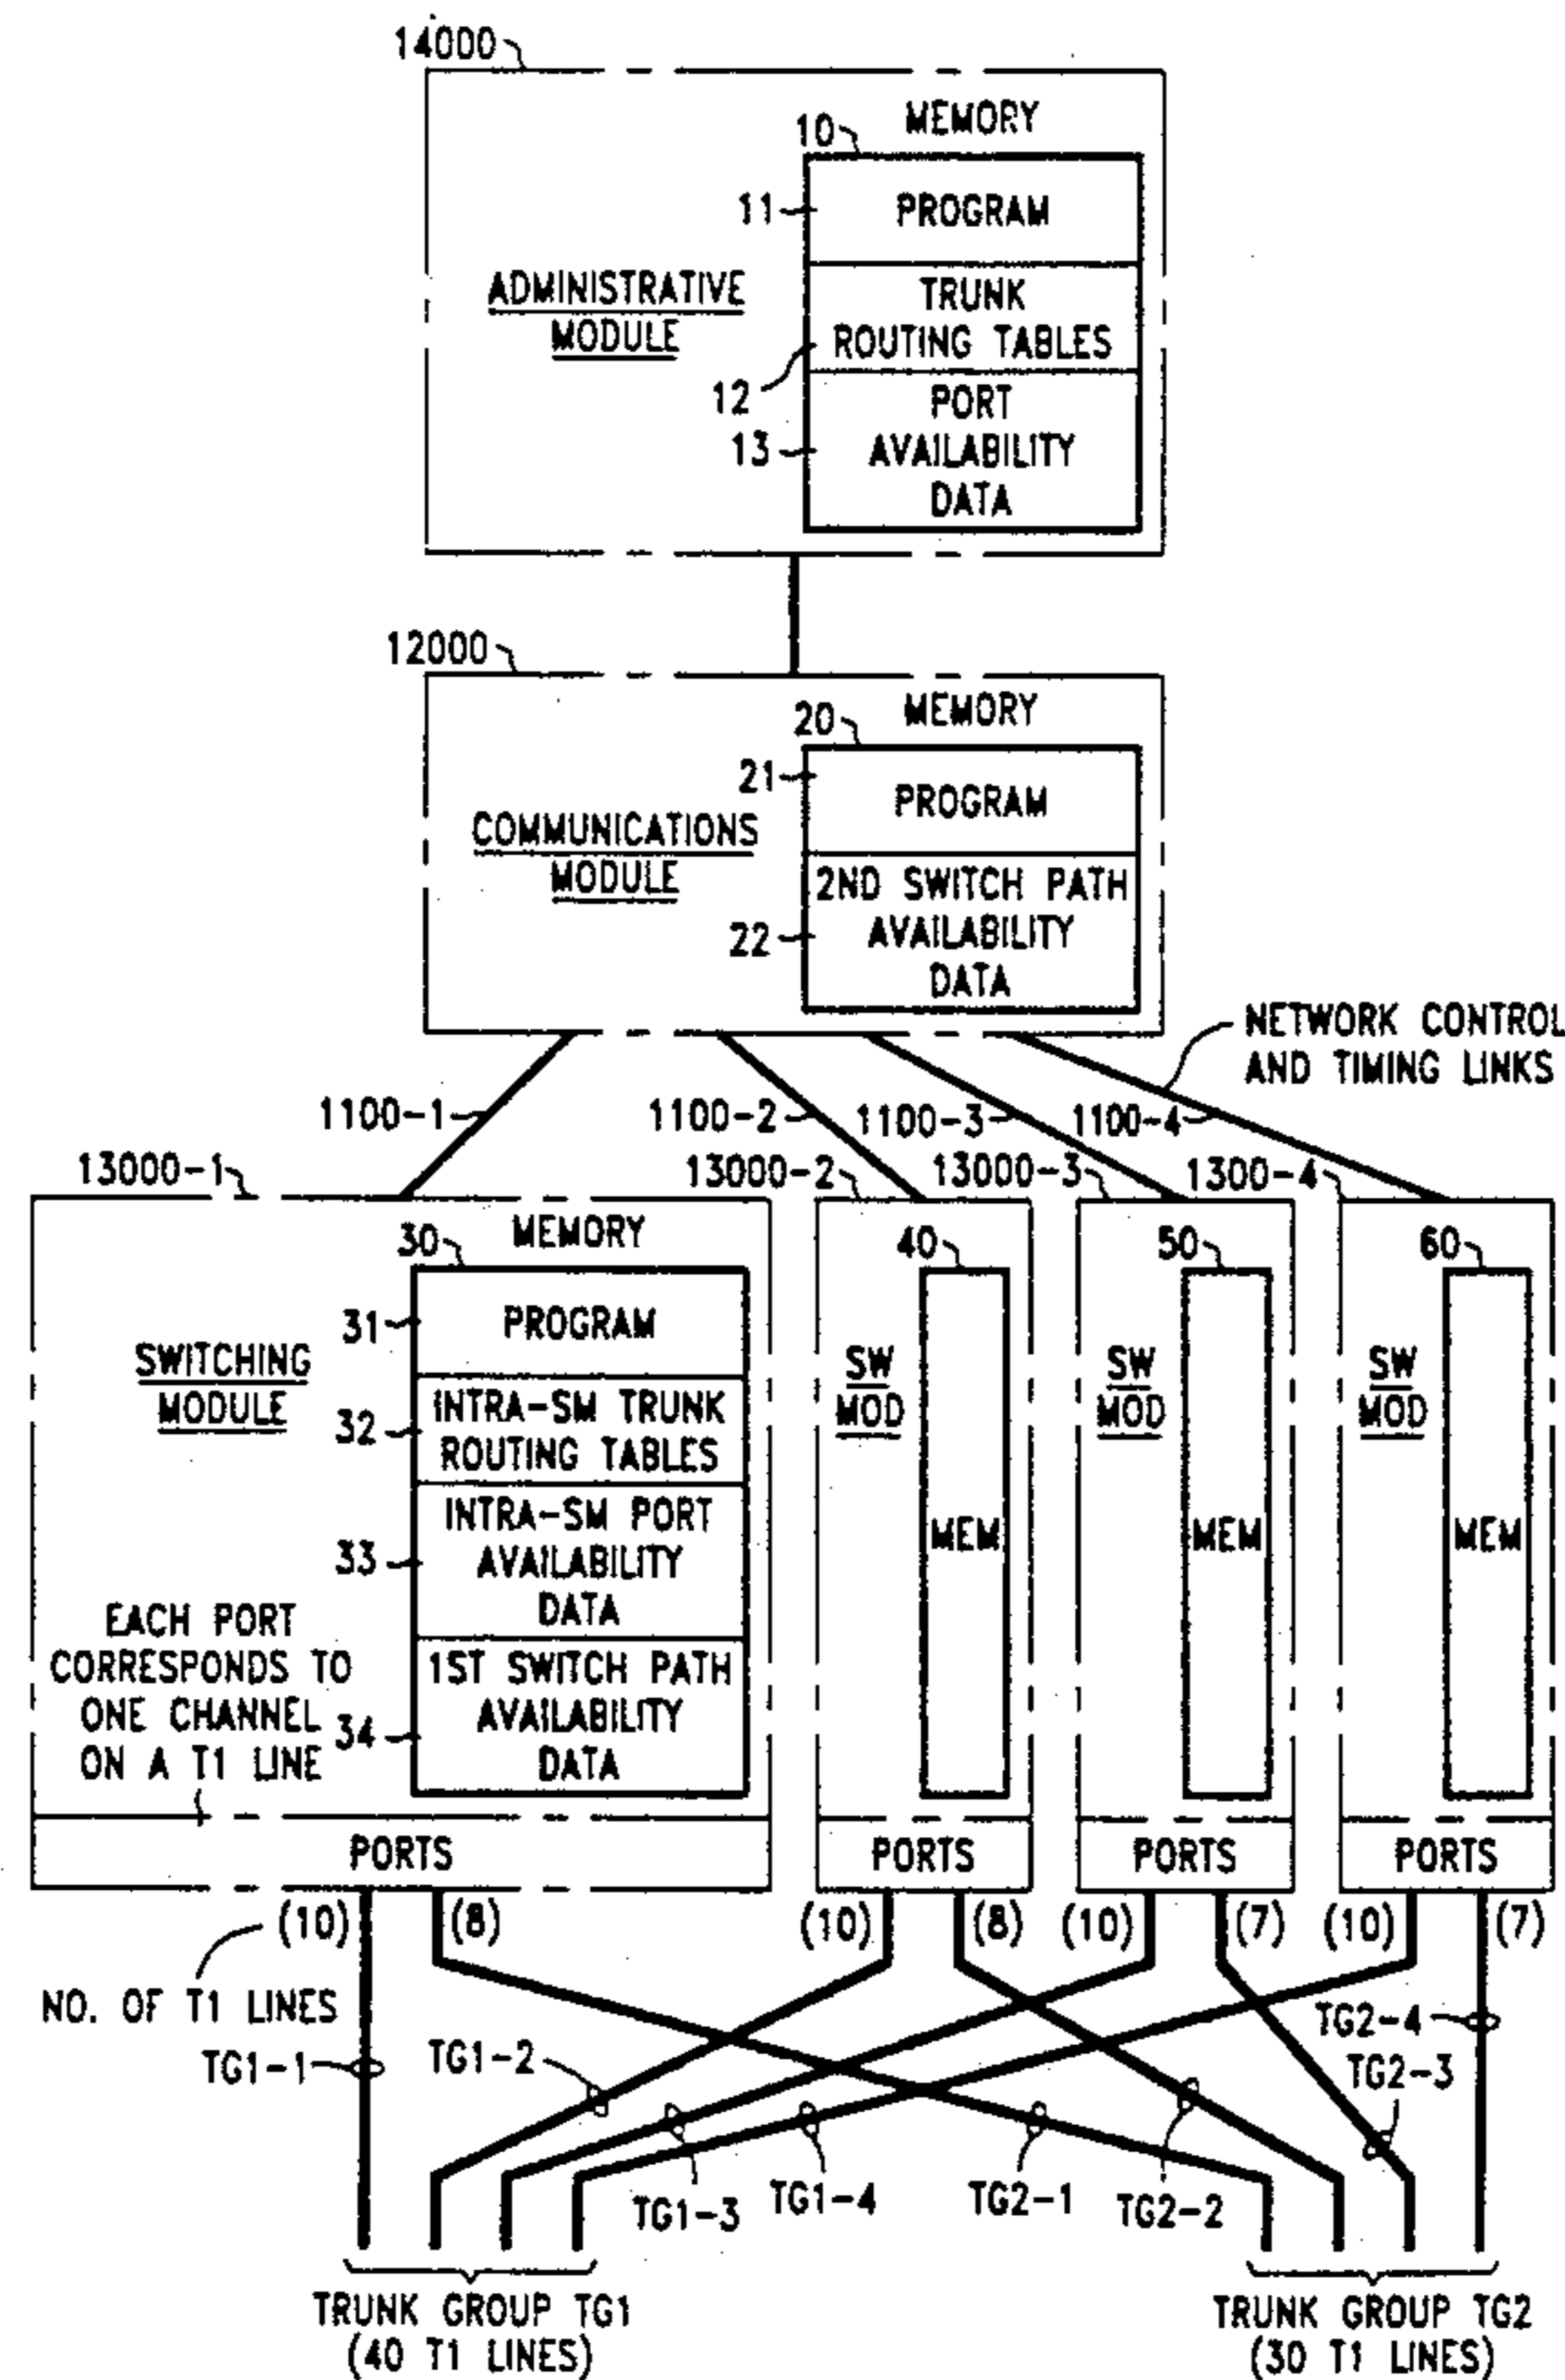 14000
MEMORY
10
11
PROGRAM
ADMINISTRATIVE
MODULE
TRUNK
ROUTING TABLES
12
PORT
13
AVAILABILITY
DATA
12000
MEMORY
20
21
PROGRAM
COMMUNICATIONS
MODULE
2ND SWITCH PATH
22
AVAILABILITY
DATA
NETWORK CONTROL
AND TIMING LINKS
1100-1
1100-2
1100-3
1100-4
13000-1
13000-2
13000-3
1300-4
MEMORY
30
40
50
60
31
PROGRAM
SWITCHING
MODULE
SW
MOD
SW
MOD
SW
MOD
32
INTRA-SM TRUNK
ROUTING TABLES
33
INTRA-SM PORT
AVAILABILITY
DATA
MEM
MEM
MEM
EACH PORT
CORRESPONDS TO
ONE CHANNEL
ON A T1 LINE
34
1ST SWITCH PATH
AVAILABILITY
DATA
PORTS
PORTS
PORTS
PORTS
(10)
(8)
(10)
(8)
(10)
(7)
(10)
(7)
NO. OF T1 LINES
TG1-1
TG1-2
TG2-4
TG2-3
TG1-3
TG1-4
TG2-1
TG2-2
TRUNK GROUP TG1
(40 T1 LINES)
TRUNK GROUP TG2
(30 T1 LINES)